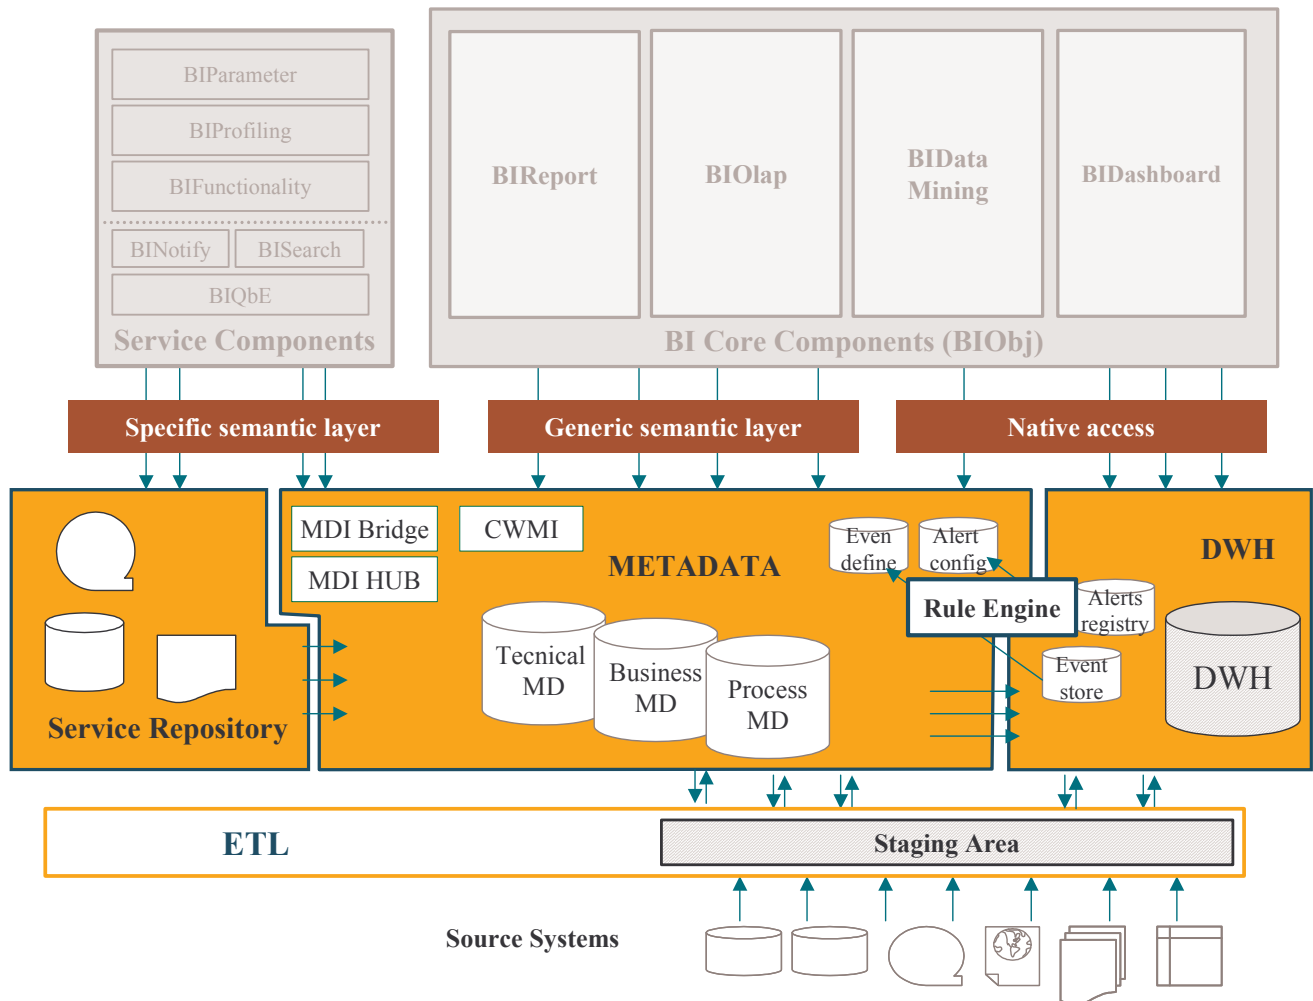 BIParameter
BIProfiling
BIFunctionality
BINotify
BISearch
BIQbE
Service Components
BIReport
BIOlap
BIData
Mining
BIDashboard
BI Core Components (BIObj)
Specific semantic layer
Generic semantic layer
Native access
MDI Bridge
CWMI
MDI HUB
METADATA
Even
define
Alert
config
DWH
Rule Engine
Alerts
registry
Event
store
DWH
Tecnical
MD
Business
MD
Process
MD
Service Repository
ETL
Staging Area
Source Systems